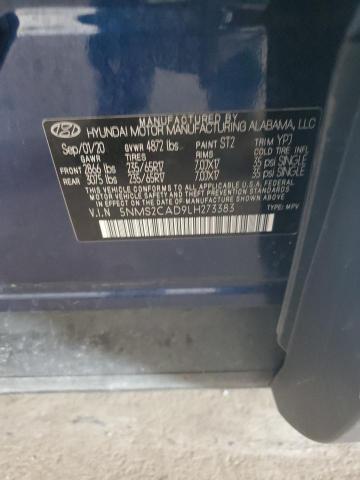 MANUFACTURED BY
HYUNDAI MOTOR MANUFACTURING ALABAMA, LLC
Sep/01/20 GVWR 4872 lbs PAINT ST2 TRIM YPJ
GAWR TIRES RIMS COLD PSI
FRONT 2866 lbs 235/65R17 7.0JX17 35 psi SINGLE
REAR 3075 lbs 235/65R17 7.0JX17 35 psi SINGLE
THIS VEHICLE CONFORMS TO ALL APPLICABLE
FEDERAL MOTOR VEHICLE SAFETY, BUMPER,
AND THEFT PREVENTION STANDARDS IN EFFECT
ON THE DATE OF MANUFACTURE SHOWN ABOVE.
V.I.N 5NMS2CAD9LH273383 TYPE: MPV